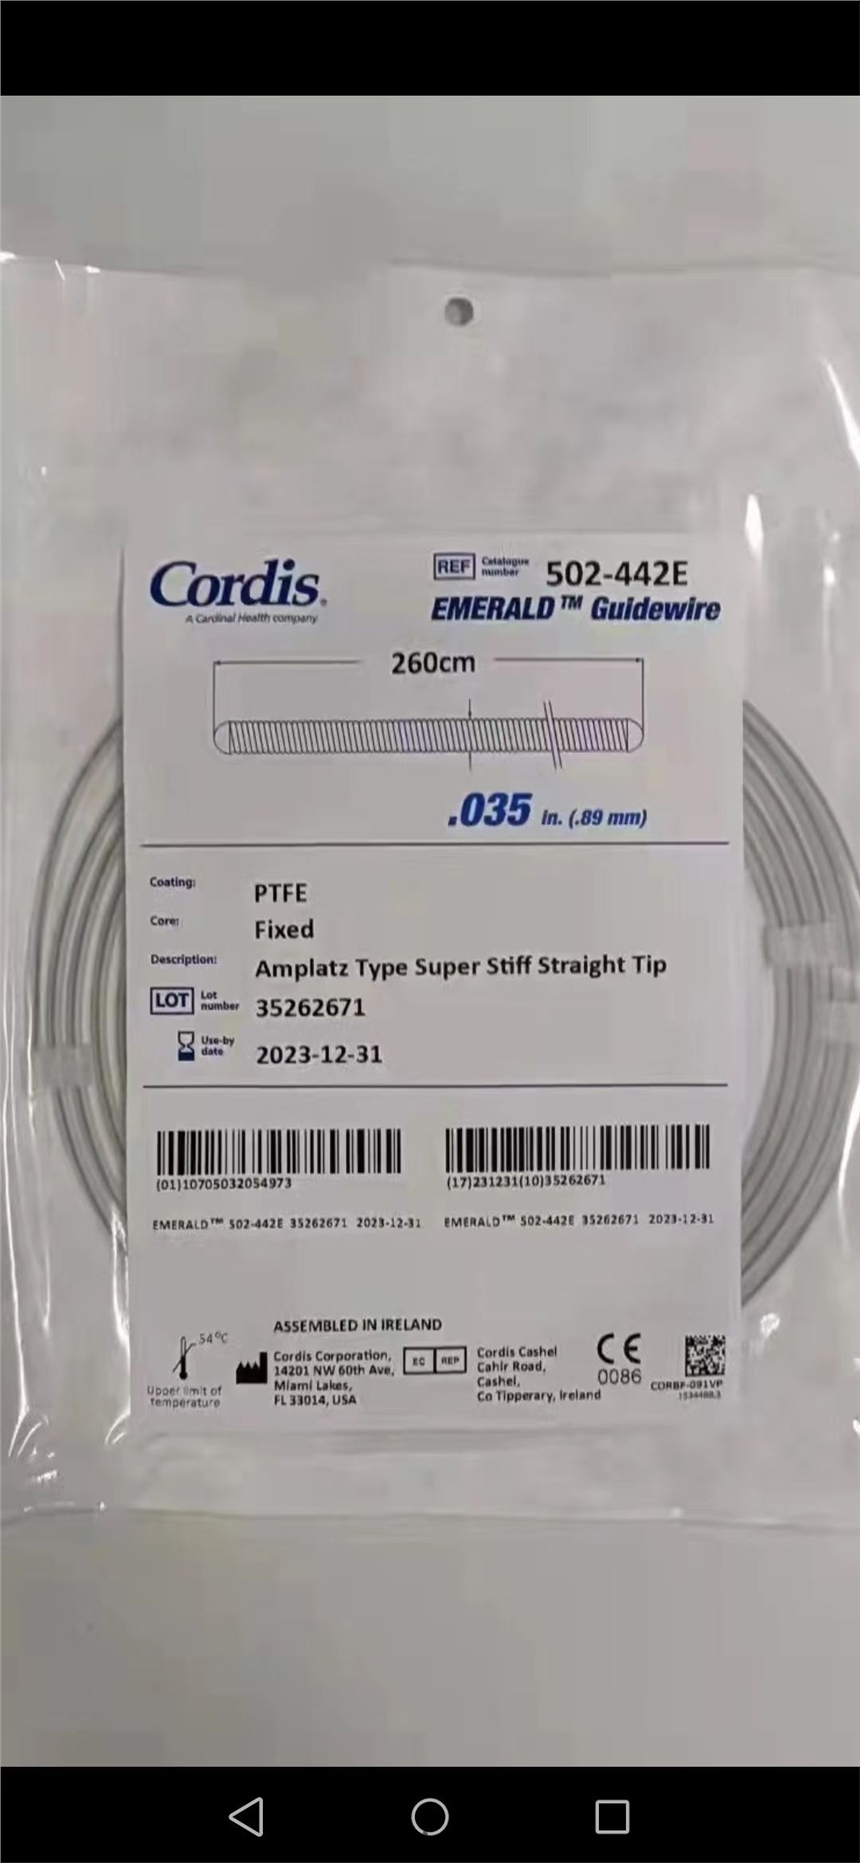 Cordis®
A Cardinal Health company
REF Catalogue number 502-442E
EMERALD™ Guidewire
260cm
.035 in. (.89 mm)
Coating: PTFE
Core: Fixed
Description: Amplatz Type Super Stiff Straight Tip
LOT Lot number 35262671
Use-by date 2023-12-31
(01)10705032054973
(17)231231(10)35262671
EMERALD™ 502-442E 35262671 2023-12-31
EMERALD™ 502-442E 35262671 2023-12-31
54°C
Upper limit of temperature
ASSEMBLED IN IRELAND
Cordis Corporation,
14201 NW 60th Ave,
Miami Lakes,
FL 33014, USA
EC REP
Cordis Cashel
Cahir Road,
Cashel,
Co Tipperary, Ireland
CE
0086
CORBF-091VP